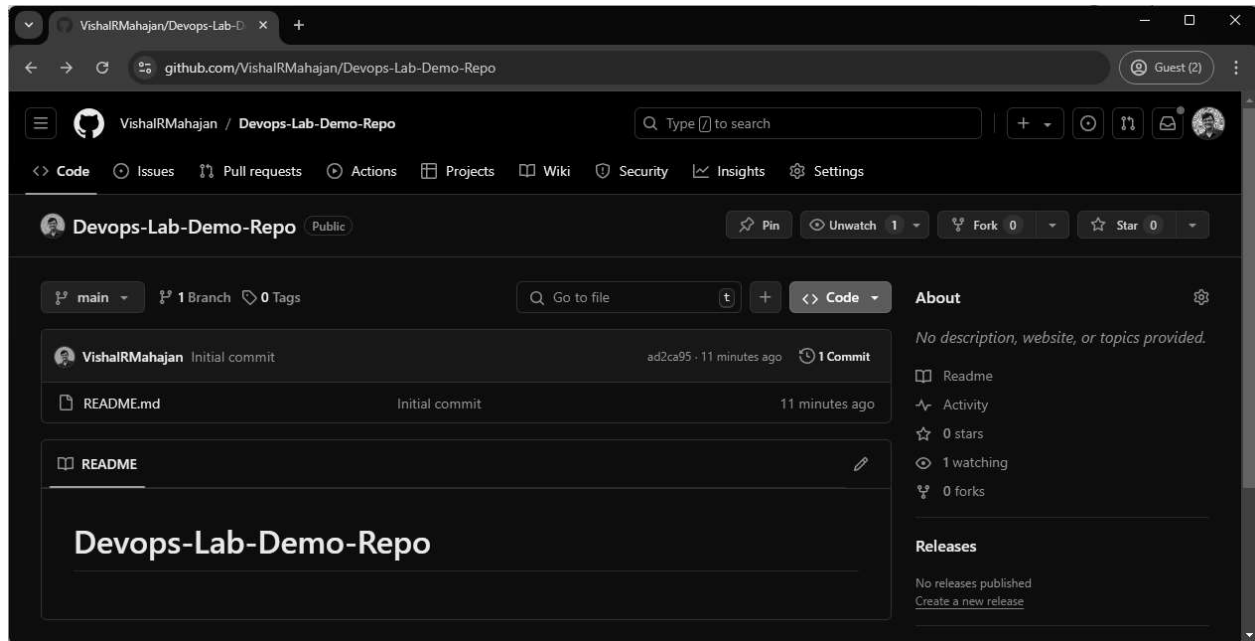 VishalRMahajan/Devops-Lab-D
github.com/VishalRMahajan/Devops-Lab-Demo-Repo
Guest (2)
VishalRMahajan / Devops-Lab-Demo-Repo
Type / to search
Code Issues Pull requests Actions Projects Wiki Security Insights Settings
Devops-Lab-Demo-Repo Public
Pin Unwatch 1 Fork 0 Star 0
main 1 Branch 0 Tags
Go to file t
Code
VishalRMahajan Initial commit ad2ca95 · 11 minutes ago 1 Commit
README.md Initial commit 11 minutes ago
README
Devops-Lab-Demo-Repo
About
No description, website, or topics provided.
Readme
Activity
0 stars
1 watching
0 forks
Releases
No releases published
Create a new release